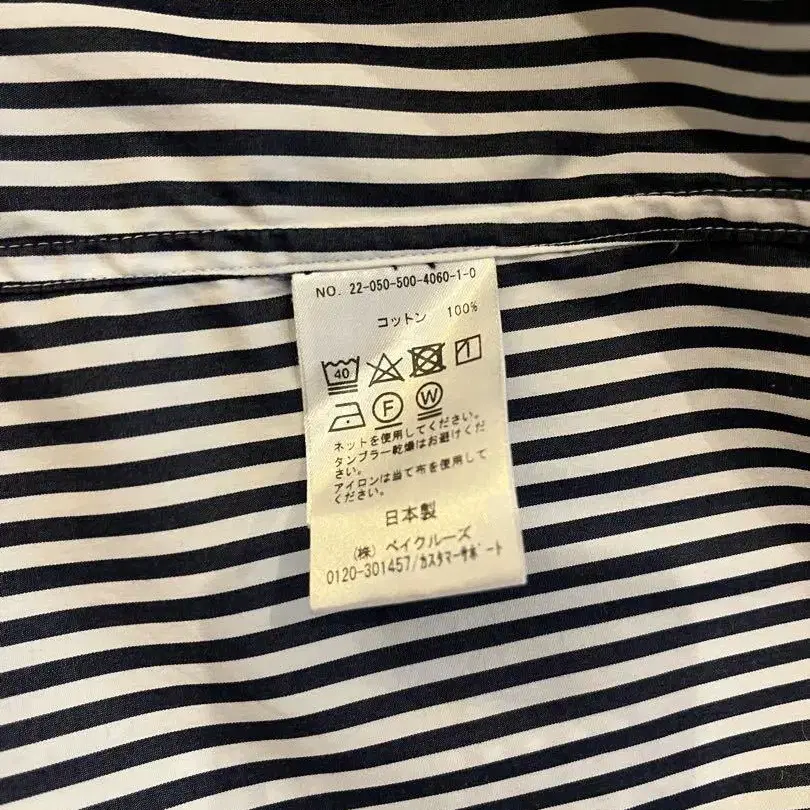 NO. 22-050-500-4060-1-0
コットン 100%
40
F W
ネットを使用してください。
タンブラー乾燥はお避けくだ
さい。
アイロンは当て布を使用して
ください。
日本製
(株) ベイクルーズ
0120-301457/カスタマーサポート